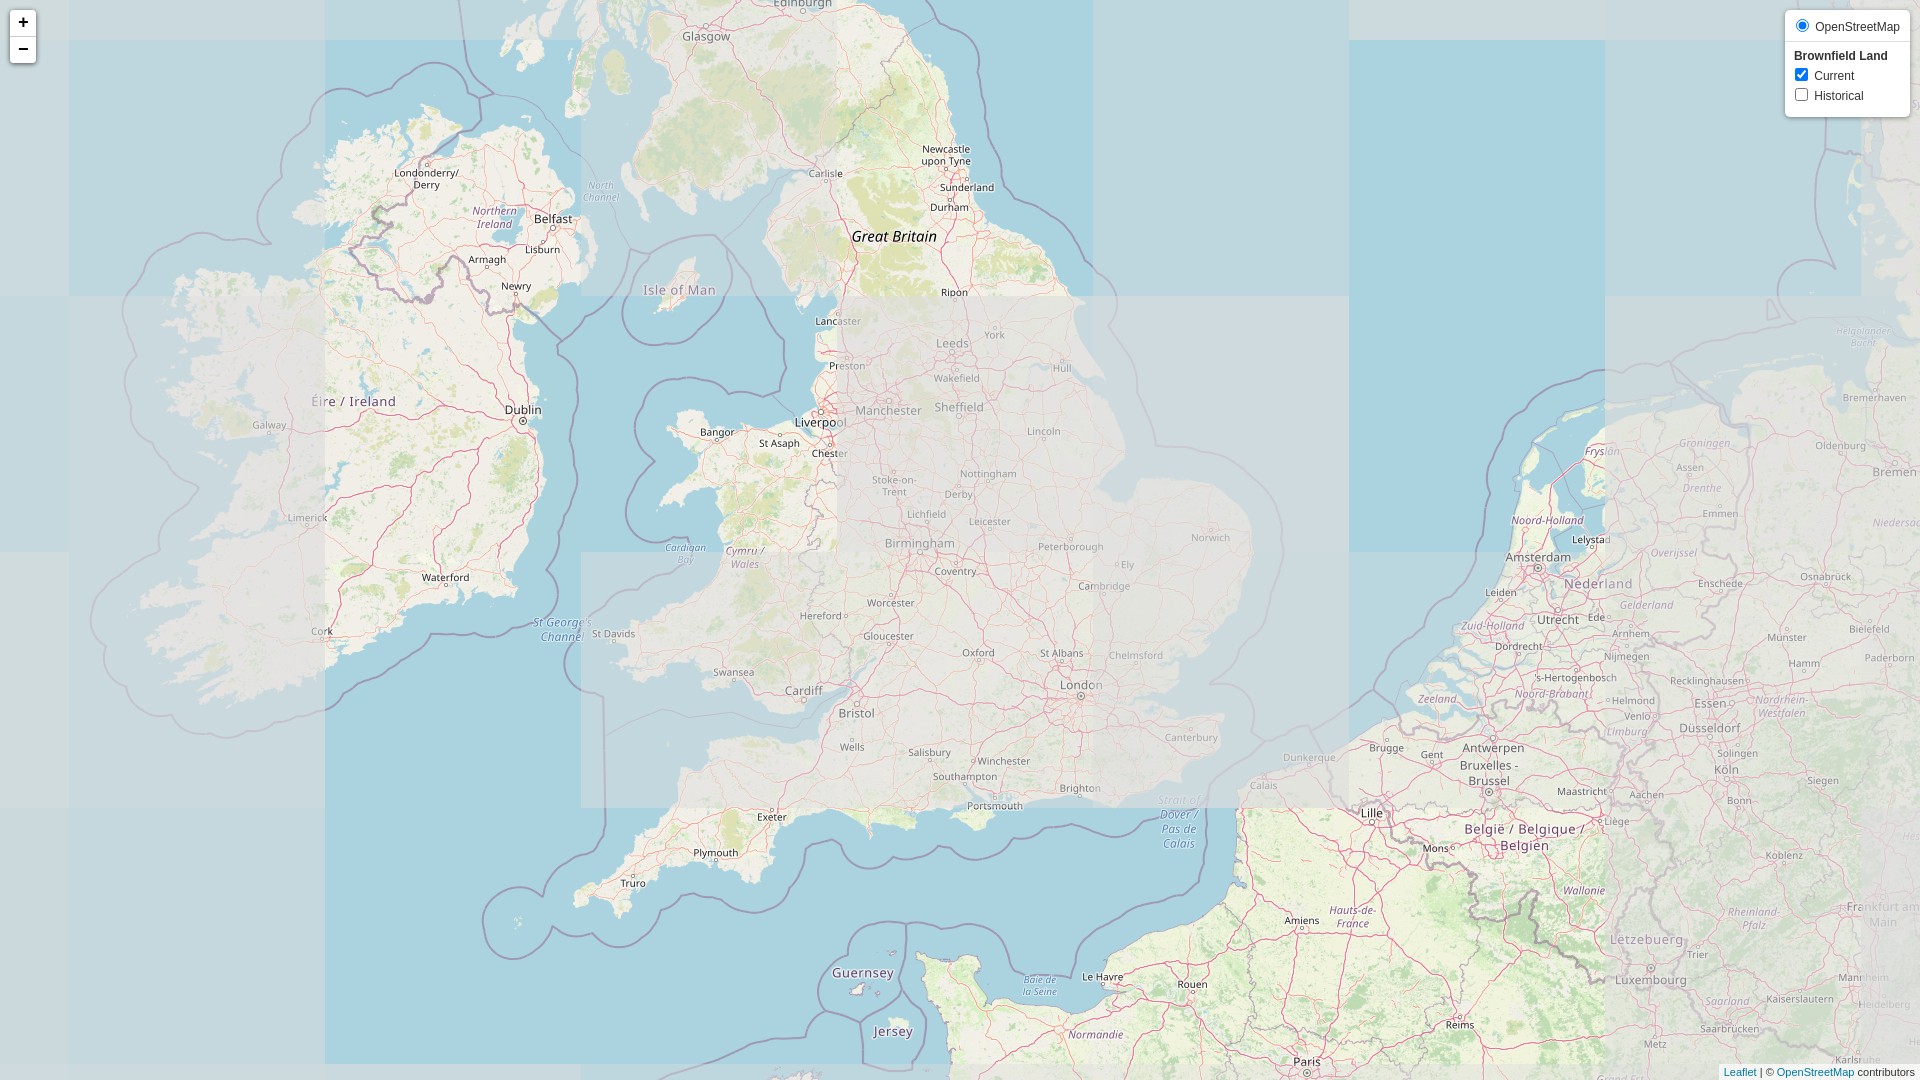 +
−
OpenStreetMap
Brownfield Land
Current
Historical
Edinburgh
Glasgow
Londonderry/
Derry
North
Channel
Carlisle
Newcastle
upon Tyne
Sunderland
Durham
Northern
Ireland
Belfast
Lisburn
Great Britain
Armagh
Newry
Isle of Man
Ripon
Lancaster
York
Leeds
Preston
Hull
Wakefield
Helgoländer
Bucht
Éire / Ireland
Dublin
Manchester
Sheffield
Bremerhaven
Galway
Liverpool
Bangor
St Asaph
Lincoln
Chester
Groningen
Oldenburg
Fryslân
Assen
Bremen
Stoke-on-
Trent
Nottingham
Derby
Drenthe
Limerick
Lichfield
Leicester
Emmen
Noord-Holland
Niedersac
Birmingham
Peterborough
Norwich
Lelystad
Cardigan
Bay
Cymru /
Wales
Amsterdam
Overijssel
Waterford
Coventry
Ely
Cambridge
Nederland
Enschede
Osnabrück
Leiden
Worcester
Hereford
Gelderland
Utrecht
Ede
St George's
Channel
St Davids
Cork
Gloucester
Zuid-Holland
Arnhem
Münster
Bielefeld
Oxford
St Albans
Chelmsford
Dordrecht
Nijmegen
Hamm
Paderborn
Swansea
Cardiff
London
's-Hertogenbosch
Recklinghausen
Zeeland
Noord-Brabant
Helmond
Essen
Nordrhein-
Westfalen
Bristol
Canterbury
Venlo
Limburg
Düsseldorf
Wells
Salisbury
Winchester
Dunkerque
Brugge
Gent
Antwerpen
Solingen
Southampton
Bruxelles -
Brussel
Köln
Brighton
Calais
Maastricht
Aachen
Siegen
Portsmouth
Strait of
Dover /
Pas de
Calais
Bonn
Exeter
Lille
Liège
België / Belgique /
Belgien
Hess
Plymouth
Mons
Koblenz
Truro
Wallonie
Amiens
Hauts-de-
France
Rheinland-
Pfalz
Frankfurt am
Main
Lëtzebuerg
Trier
Guernsey
Le Havre
Baie de
la Seine
Rouen
Luxembourg
Mannheim
Saarland
Kaiserslautern
Heidelberg
Jersey
Normandie
Reims
Saarbrücken
Metz
Paris
Karlsruhe
Grand Est
Leaflet | © OpenStreetMap contributors